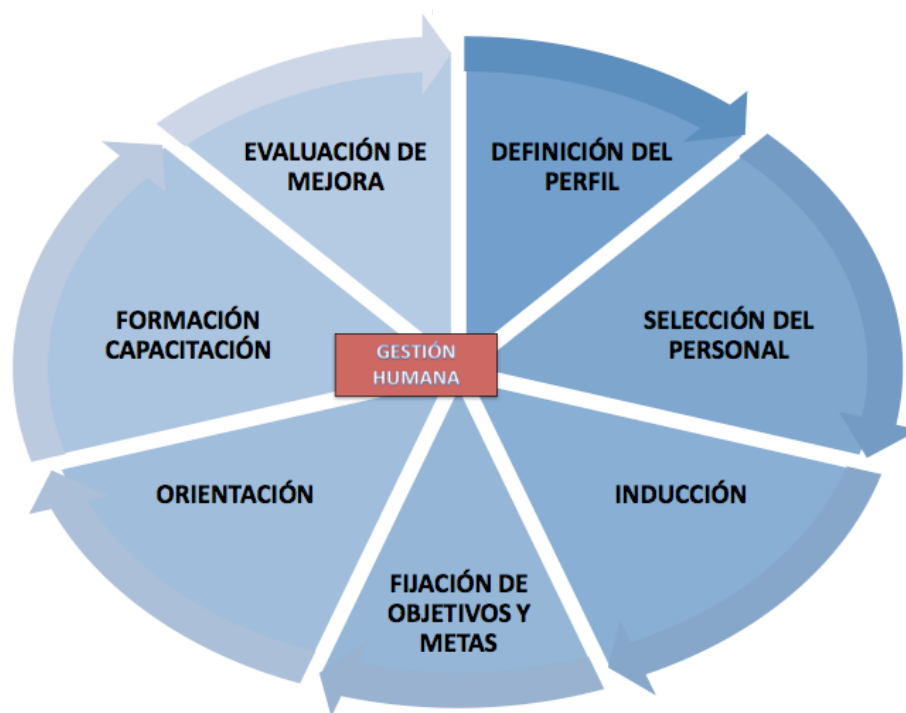 EVALUACIÓN DE
MEJORA
DEFINICIÓN DEL
PERFIL
SELECCIÓN DEL
PERSONAL
INDUCCIÓN
FIJACIÓN DE
OBJETIVOS Y
METAS
ORIENTACIÓN
FORMACIÓN
CAPACITACIÓN
GESTIÓN
HUMANA